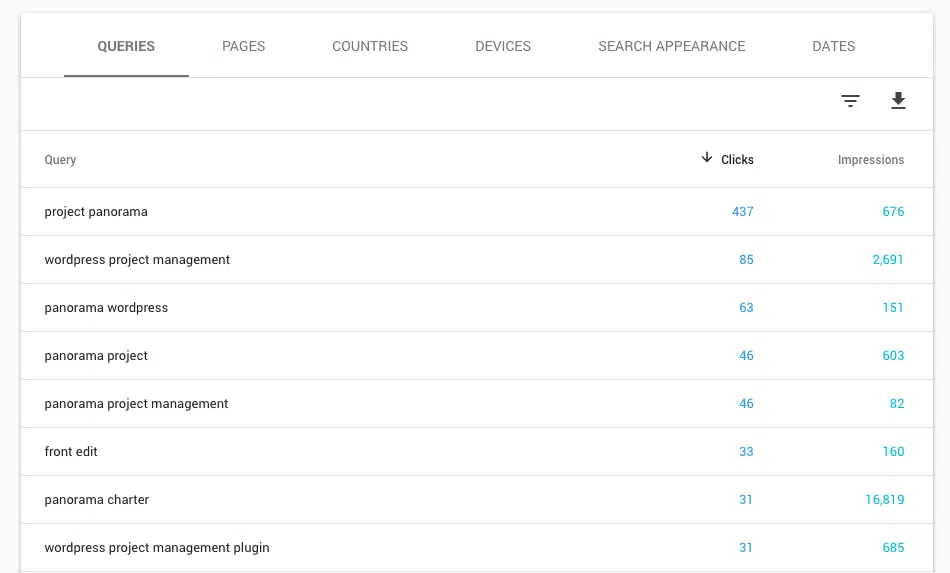 QUERIES PAGES COUNTRIES DEVICES SEARCH APPEARANCE DATES
Query Clicks Impressions
project panorama 437 676
wordpress project management 85 2,691
panorama wordpress 63 151
panorama project 46 603
panorama project management 46 82
front edit 33 160
panorama charter 31 16,819
wordpress project management plugin 31 685